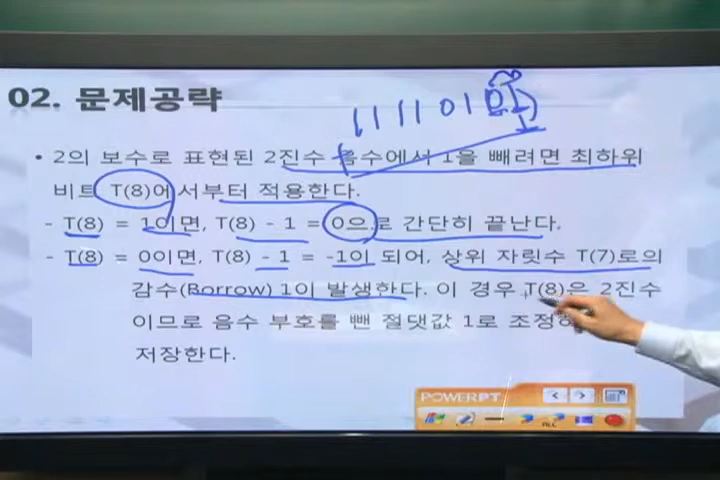 02. 문제공략
1111010
• 2의 보수로 표현된 2진수 음수에서 1을 빼려면 최하위
비트 T(8)에서부터 적용한다.
- T(8) = 1이면, T(8) - 1 = 0으로 간단히 끝난다.
- T(8) = 0이면, T(8) - 1 = -1이 되어, 상위 자릿수 T(7)로의
감수(Borrow) 1이 발생한다. 이 경우 T(8)은 2진수
이므로 음수 부호를 뺀 절댓값 1로 조정하
저장한다.
POWERPT